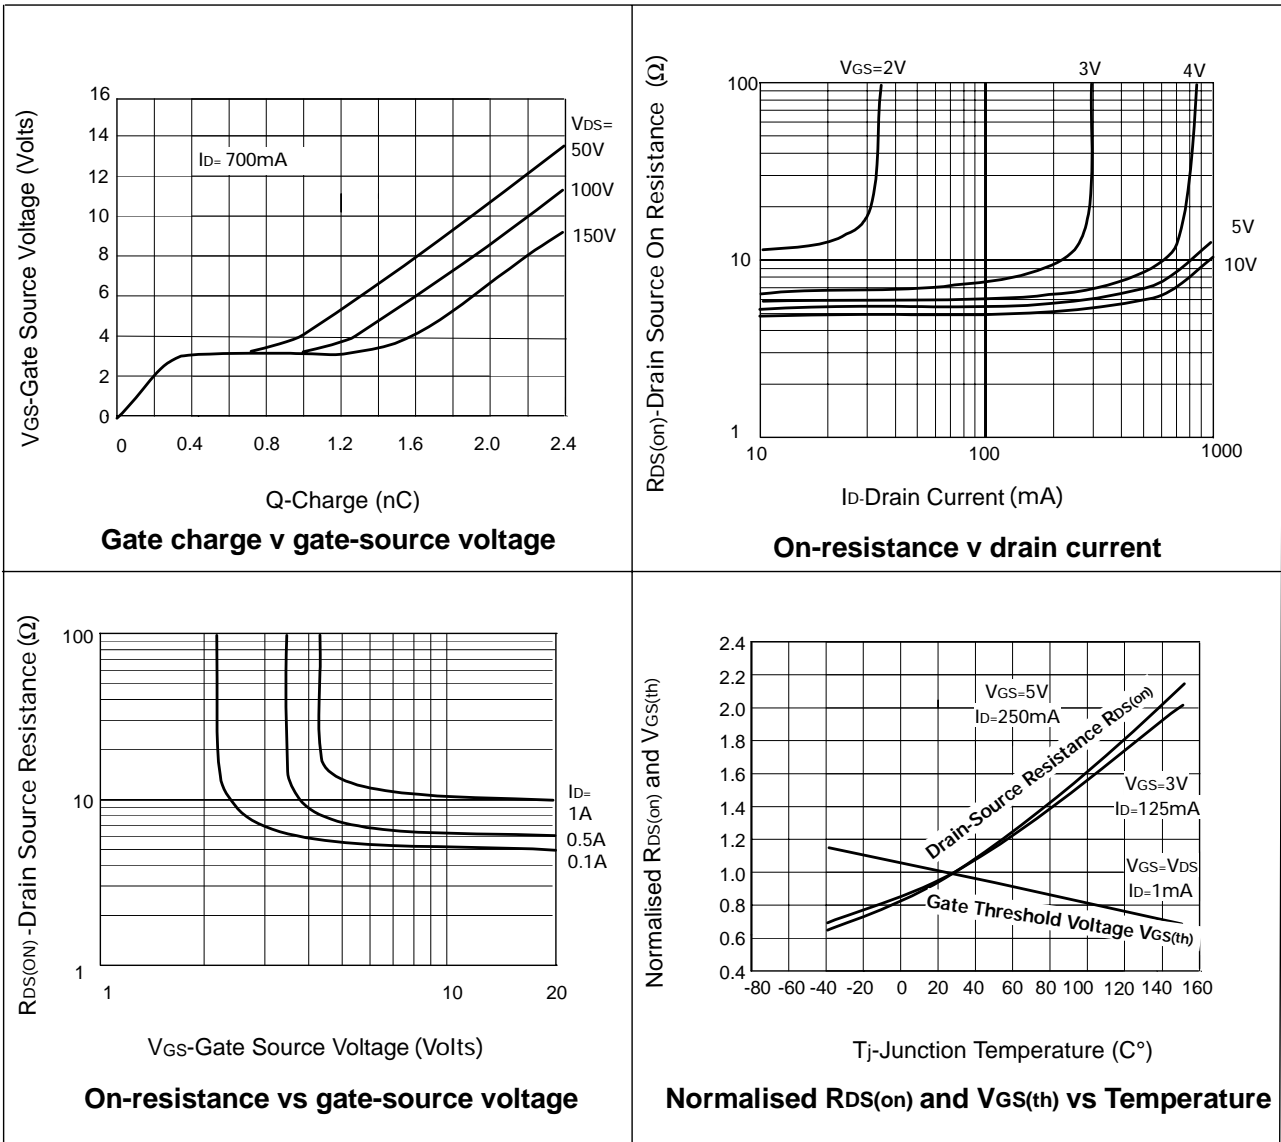 VGS-Gate Source Voltage (Volts)
16
14
12
10
8
6
4
2
0
ID= 700mA
VDS=
50V
100V
150V
0 0.4 0.8 1.2 1.6 2.0 2.4
Q-Charge (nC)
Gate charge v gate-source voltage
RDS(on)-Drain Source On Resistance (Ω)
VGS=2V 3V 4V
100
5V
10
10V
1
10 100 1000
ID-Drain Current (mA)
On-resistance v drain current
RDS(ON) -Drain Source Resistance (Ω)
100
10
1
ID=
1A
0.5A
0.1A
1 10 20
VGS-Gate Source Voltage (Volts)
On-resistance vs gate-source voltage
Normalised RDS(on) and VGS(th)
2.4
2.2
2.0
1.8
1.6
1.4
1.2
1.0
0.8
0.6
0.4
VGS=5V
ID=250mA
Drain-Source Resistance RDS(on)
VGS=3V
ID=125mA
VGS=VDS
ID=1mA
Gate Threshold Voltage VGS(th)
-80 -60 -40 -20 0 20 40 60 80 100 120 140 160
Tj-Junction Temperature (C°)
Normalised RDS(on) and VGS(th) vs Temperature